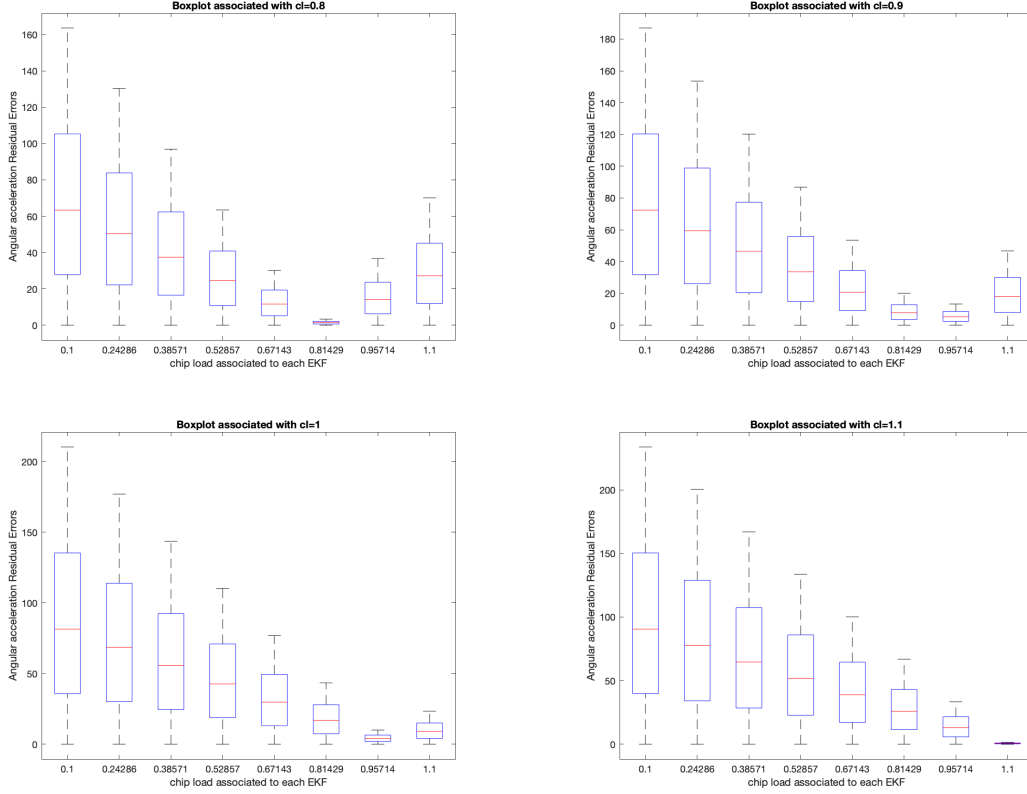 Boxplot associated with cl=0.8
Angular acceleration Residual Errors
160
140
120
100
80
60
40
20
0
0.1 0.24286 0.38571 0.52857 0.67143 0.81429 0.95714 1.1
chip load associated to each EKF
Boxplot associated with cl=0.9
Angular acceleration Residual Errors
180
160
140
120
100
80
60
40
20
0
0.1 0.24286 0.38571 0.52857 0.67143 0.81429 0.95714 1.1
chip load associated to each EKF
Boxplot associated with cl=1
Angular acceleration Residual Errors
200
150
100
50
0
0.1 0.24286 0.38571 0.52857 0.67143 0.81429 0.95714 1.1
chip load associated to each EKF
Boxplot associated with cl=1.1
Angular acceleration Residual Errors
200
150
100
50
0
0.1 0.24286 0.38571 0.52857 0.67143 0.81429 0.95714 1.1
chip load associated to each EKF